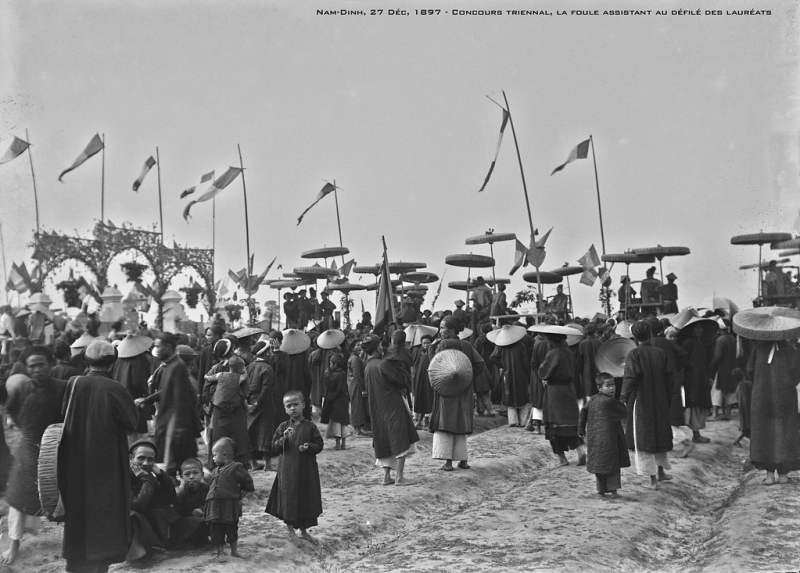 Nam-Dinh, 27 Déc, 1897 - Concours triennal, la foule assistant au défilé des lauréats